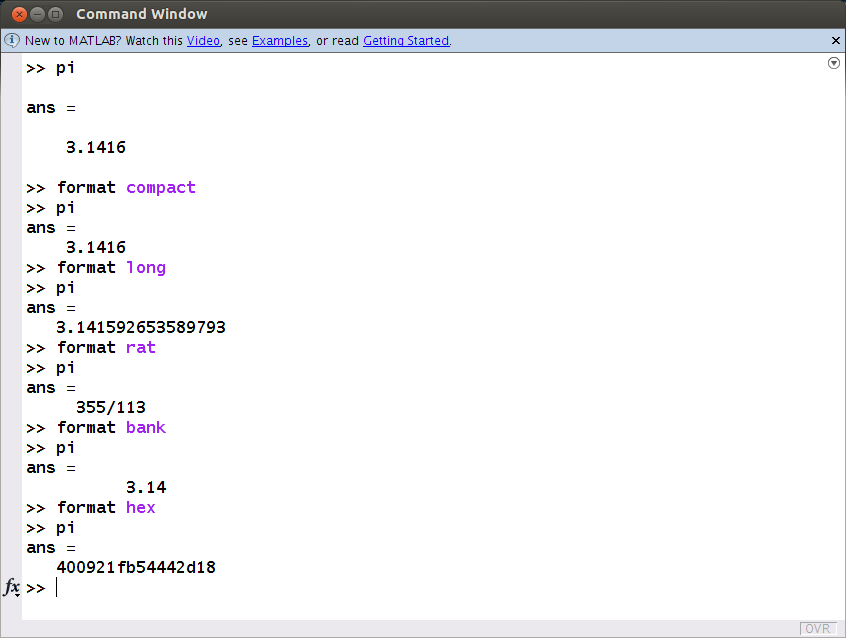 Command Window
New to MATLAB? Watch this Video, see Examples, or read Getting Started.
>> pi
ans =
3.1416
>> format compact
>> pi
ans =
3.1416
>> format long
>> pi
ans =
3.141592653589793
>> format rat
>> pi
ans =
355/113
>> format bank
>> pi
ans =
3.14
>> format hex
>> pi
ans =
400921fb54442d18
fx >>
OVR